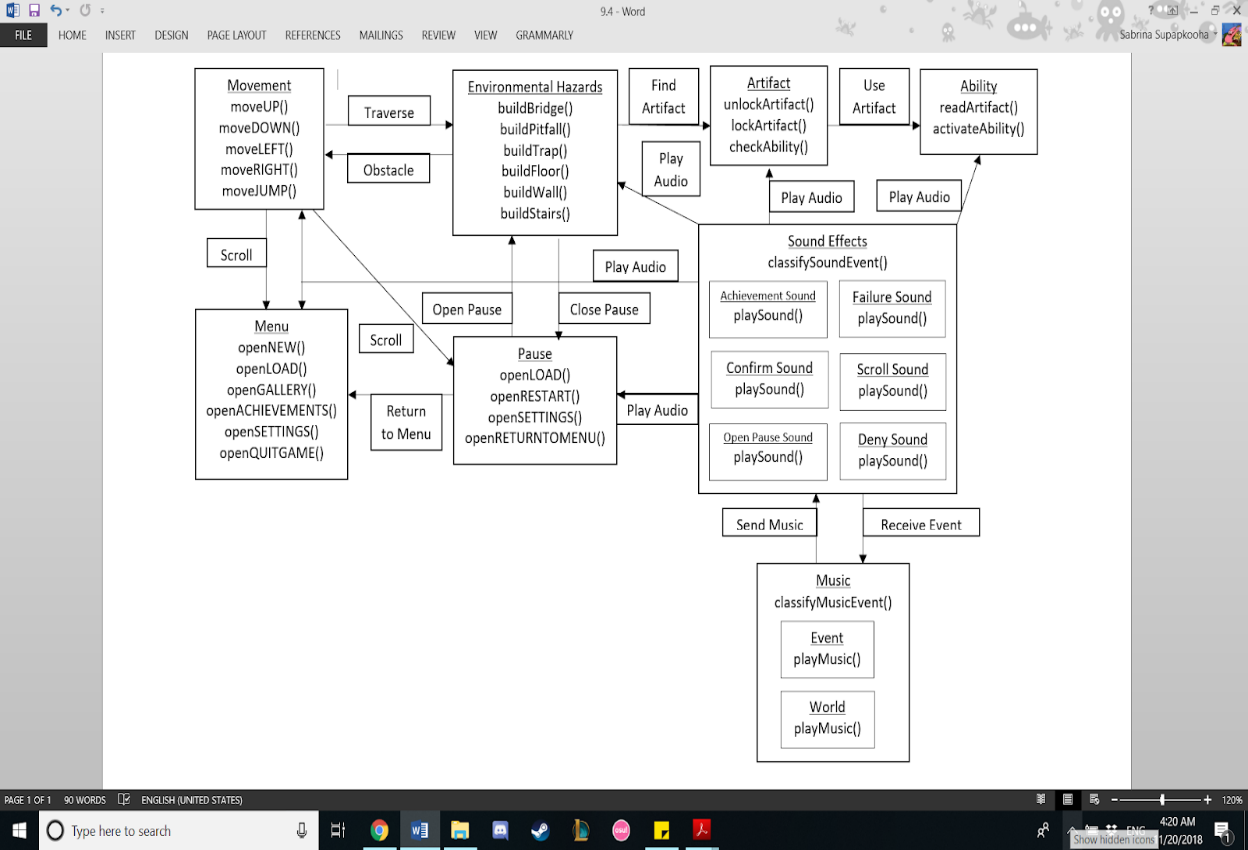 9.4 - Word
Sabrina Supapkooha
FILE HOME INSERT DESIGN PAGE LAYOUT REFERENCES MAILINGS REVIEW VIEW GRAMMARLY
Movement
moveUP()
moveDOWN()
moveLEFT()
moveRIGHT()
moveJUMP()
Traverse
Obstacle
Environmental Hazards
buildBridge()
buildPitfall()
buildTrap()
buildFloor()
buildWall()
buildStairs()
Find
Artifact
Play
Audio
Artifact
unlockArtifact()
lockArtifact()
checkAbility()
Use
Artifact
Ability
readArtifact()
activateAbility()
Play Audio
Play Audio
Scroll
Play Audio
Open Pause
Close Pause
Scroll
Menu
openNEW()
openLOAD()
openGALLERY()
openACHIEVEMENTS()
openSETTINGS()
openQUITGAME()
Return
to Menu
Pause
openLOAD()
openRESTART()
openSETTINGS()
openRETURNTOMENU()
Play Audio
Sound Effects
classifySoundEvent()
Achievement Sound
playSound()
Failure Sound
playSound()
Confirm Sound
playSound()
Scroll Sound
playSound()
Open Pause Sound
playSound()
Deny Sound
playSound()
Send Music
Receive Event
Music
classifyMusicEvent()
Event
playMusic()
World
playMusic()
PAGE 1 OF 1 90 WORDS ENGLISH (UNITED STATES) 120%
Type here to search
ENG
4:20 AM
1/20/2018
Show hidden icons
1